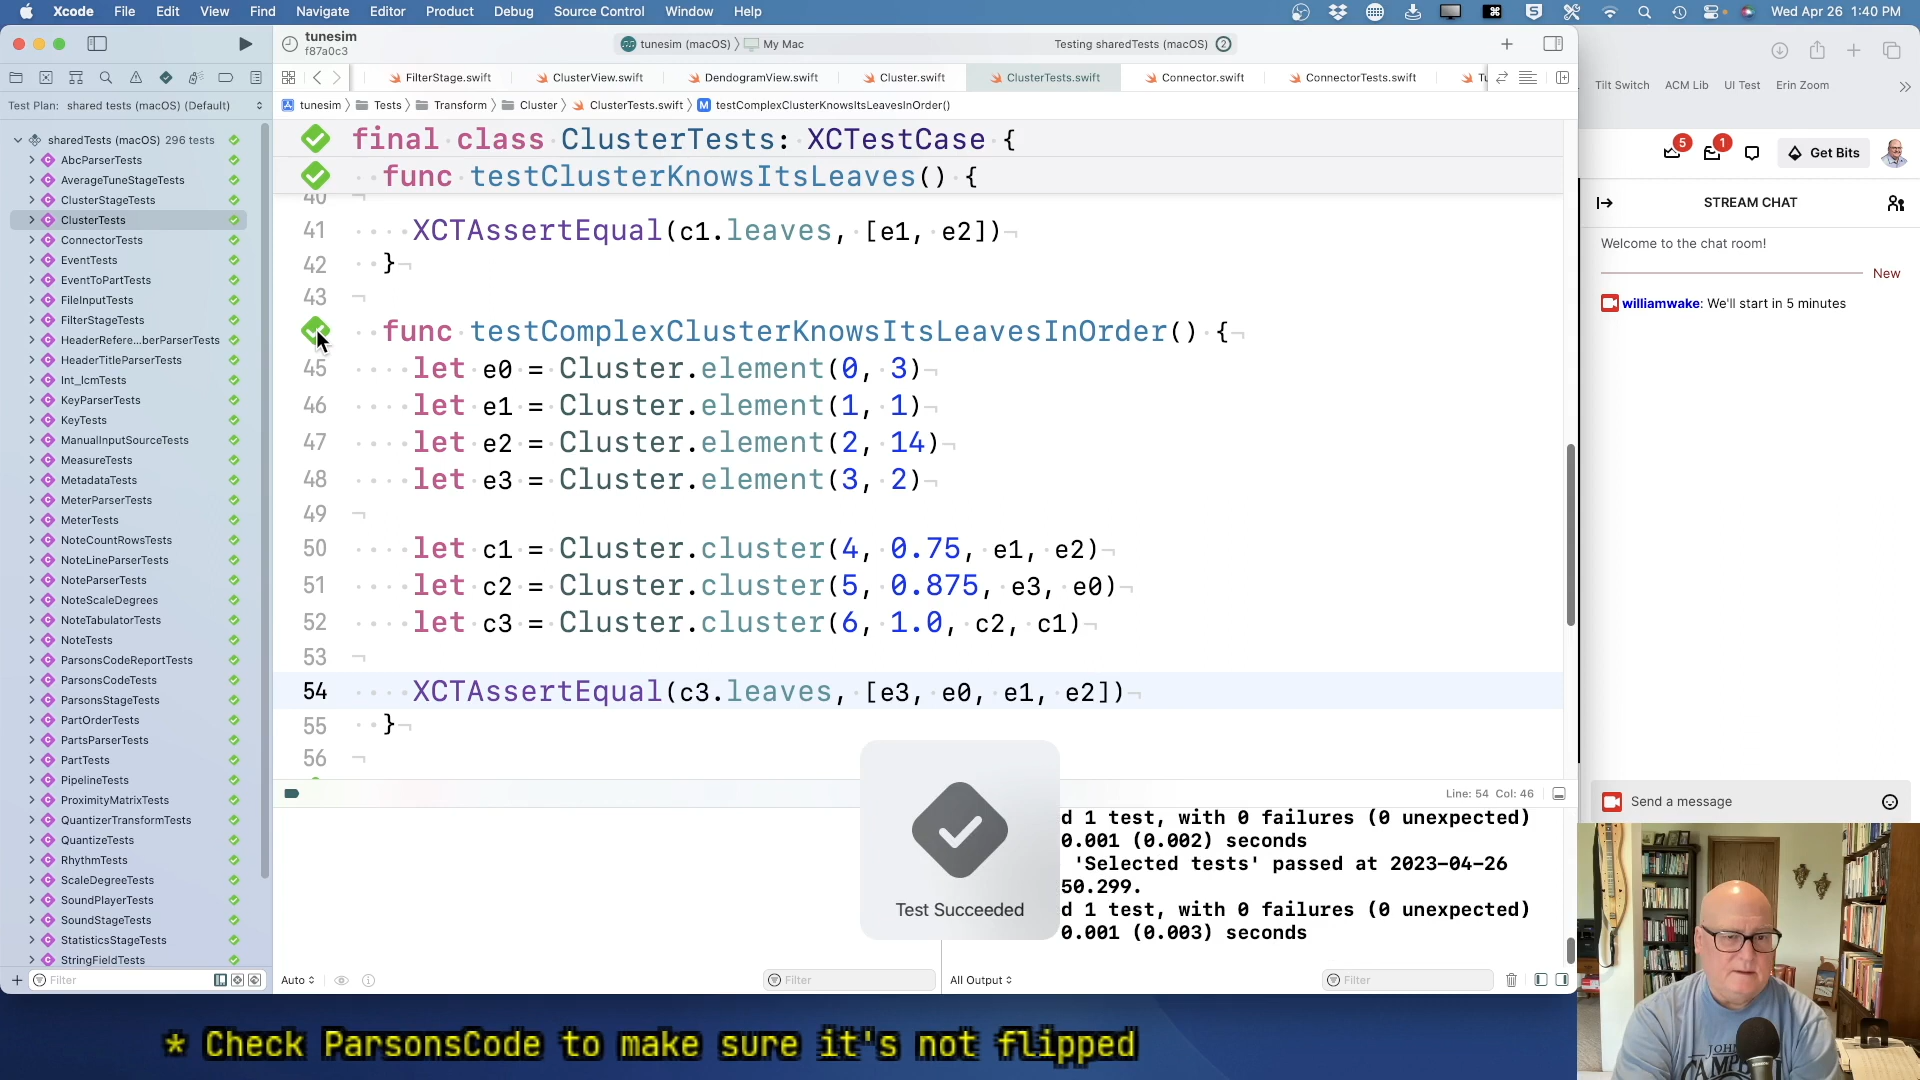 Xcode File Edit View Find Navigate Editor Product Debug Source Control Window Help Wed Apr 26 1:40 PM
tunesim
f87a0c3
tunesim (macOS) My Mac
Testing sharedTests (macOS) 2
FilterStage.swift ClusterView.swift DendogramView.swift Cluster.swift ClusterTests.swift Connector.swift ConnectorTests.swift
Test Plan: shared tests (macOS) (Default)
tunesim Tests Transform Cluster ClusterTests.swift M testComplexClusterKnowsItsLeavesInOrder()
sharedTests (macOS) 296 tests
AbcParserTests
AverageTuneStageTests
ClusterStageTests
ClusterTests
ConnectorTests
EventTests
EventToPartTests
FileInputTests
FilterStageTests
HeaderRefere...berParserTests
HeaderTitleParserTests
Int_lcmTests
KeyParserTests
KeyTests
ManualInputSourceTests
MeasureTests
MetadataTests
MeterParserTests
MeterTests
NoteCountRowsTests
NoteLineParserTests
NoteParserTests
NoteScaleDegrees
NoteTabulatorTests
NoteTests
ParsonsCodeReportTests
ParsonsCodeTests
ParsonsStageTests
PartOrderTests
PartsParserTests
PartTests
PipelineTests
ProximityMatrixTests
QuantizerTransformTests
QuantizeTests
RhythmTests
ScaleDegreeTests
SoundPlayerTests
SoundStageTests
StatisticsStageTests
StringFieldTests
Filter
final class ClusterTests: XCTestCase {
func testClusterKnowsItsLeaves() {
40
41 XCTAssertEqual(c1.leaves, [e1, e2])
42 }
43
func testComplexClusterKnowsItsLeavesInOrder() {
45 let e0 = Cluster.element(0, 3)
46 let e1 = Cluster.element(1, 1)
47 let e2 = Cluster.element(2, 14)
48 let e3 = Cluster.element(3, 2)
49
50 let c1 = Cluster.cluster(4, 0.75, e1, e2)
51 let c2 = Cluster.cluster(5, 0.875, e3, e0)
52 let c3 = Cluster.cluster(6, 1.0, c2, c1)
53
54 XCTAssertEqual(c3.leaves, [e3, e0, e1, e2])
55 }
56
Line: 54 Col: 46
Test Succeeded
d 1 test, with 0 failures (0 unexpected)
0.001 (0.002) seconds
'Selected tests' passed at 2023-04-26
50.299.
d 1 test, with 0 failures (0 unexpected)
0.001 (0.003) seconds
Auto Filter All Output Filter
Tilt Switch ACM Lib UI Test Erin Zoom
5 1 Get Bits
STREAM CHAT
Welcome to the chat room!
New
williamwake: We'll start in 5 minutes
Send a message
* Check ParsonsCode to make sure it's not flipped